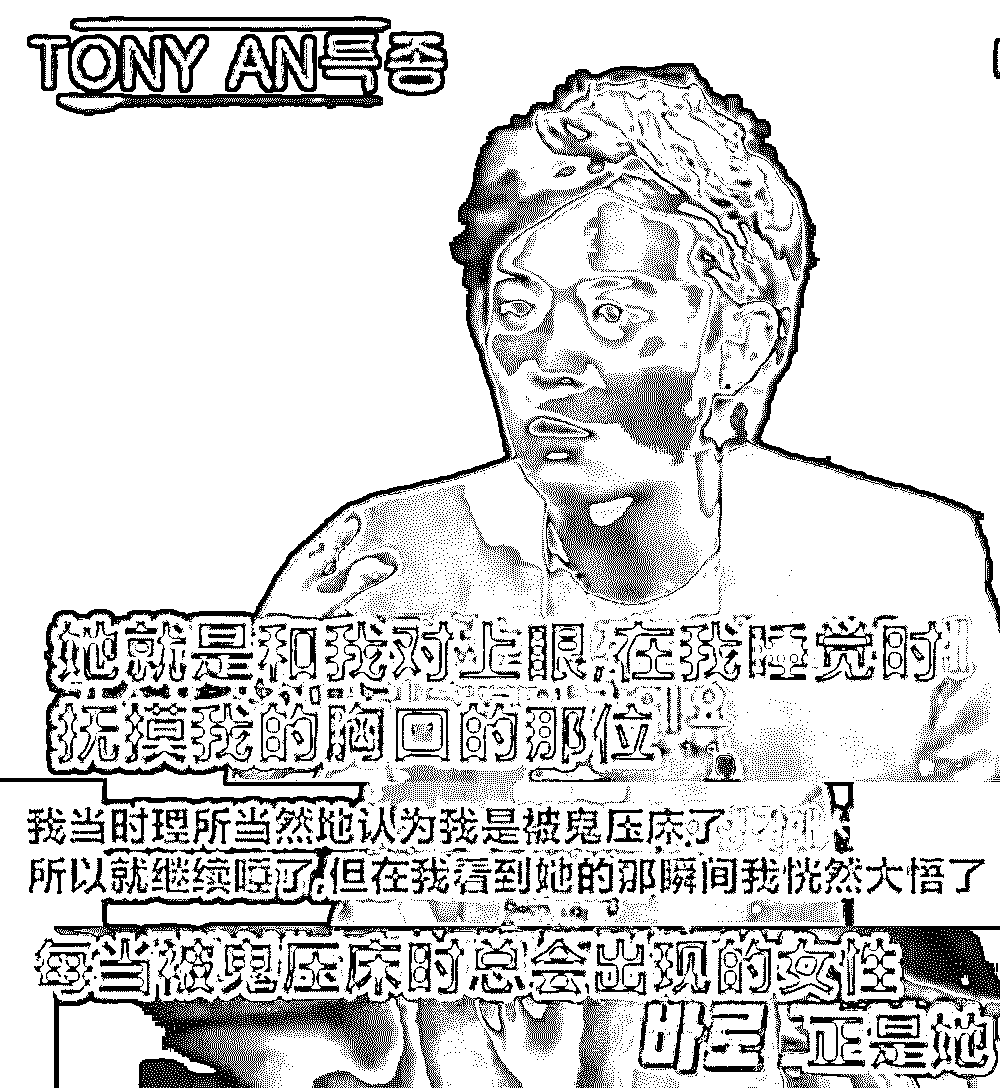 TONY AN특종
她就是和我对上眼,在我睡觉时
抚摸我的胸口的那位
我当时理所当然地认为我是被鬼压床了
所以就继续睡了,但在我看到她的那瞬间我恍然大悟了
每当被鬼压床时总会出现的女性
바로 正是她